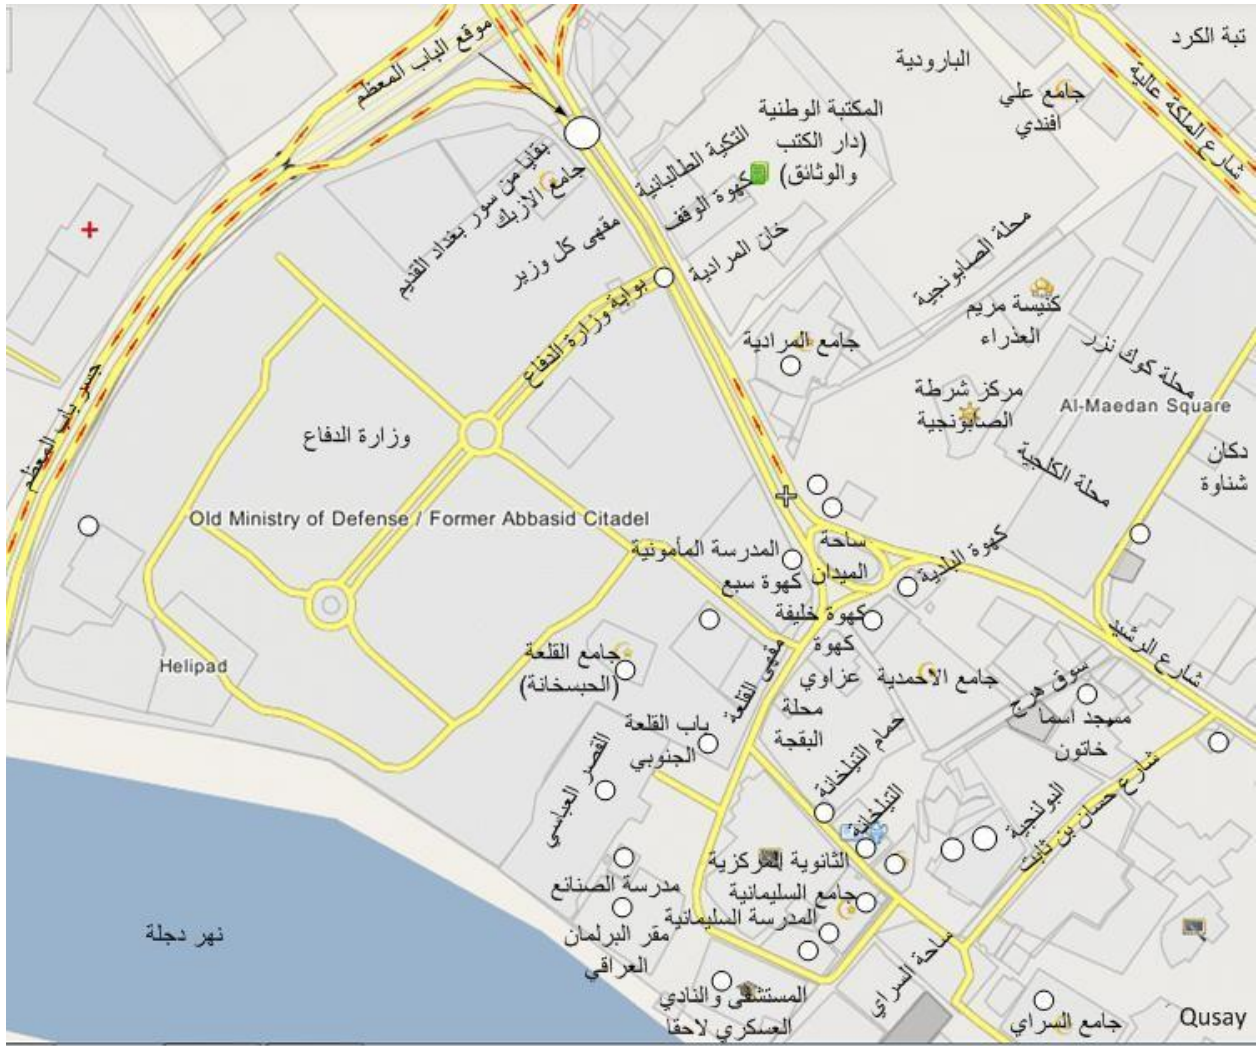 موقع الباب المعظم
تبة الكرد
البارودية
شارع الملكة عالية
جامع علي
افندي
المكتبة الوطنية
(دار الكتب
والوثائق)
التكية الطالبانية
كهوة الوقف
بقايا من سور بغداد القديم
جامع الازبك
مقهى كل وزير
خان المرادية
محلة الصابونجية
بوابة وزارة الدفاع
كنيسة مريم
العذراء
جامع المرادية
محلة كوك نزر
مركز شرطة
الصابونجية
Al-Maedan Square
جسر باب المعظم
وزارة الدفاع
دكان
شناوة
محلة الكلجية
Old Ministry of Defense / Former Abbasid Citadel
ساحة
الميدان
المدرسة المأمونية
كهوة البلدية
كهوة سبع
كهوة خليفة
كهوة
عزاوي
شارع الرشيد
Helipad
جامع القلعة
(الحبسخانة)
مقهى القلعة
جامع الاحمدية
سوق هرج
محلة
البقجة
مسجد اسما
خاتون
باب القلعة
الجنوبي
القصر العباسي
حمام التيلخانة
التيلخانة
البولنجية
شارع حسان بن ثابت
الثانوية المركزية
مدرسة الصنائع
جامع السليمانية
المدرسة السليمانية
نهر دجلة
مقر البرلمان
العراقي
ساحة السراي
المستشفى والنادي
العسكري لاحقا
جامع السراي
Qusay